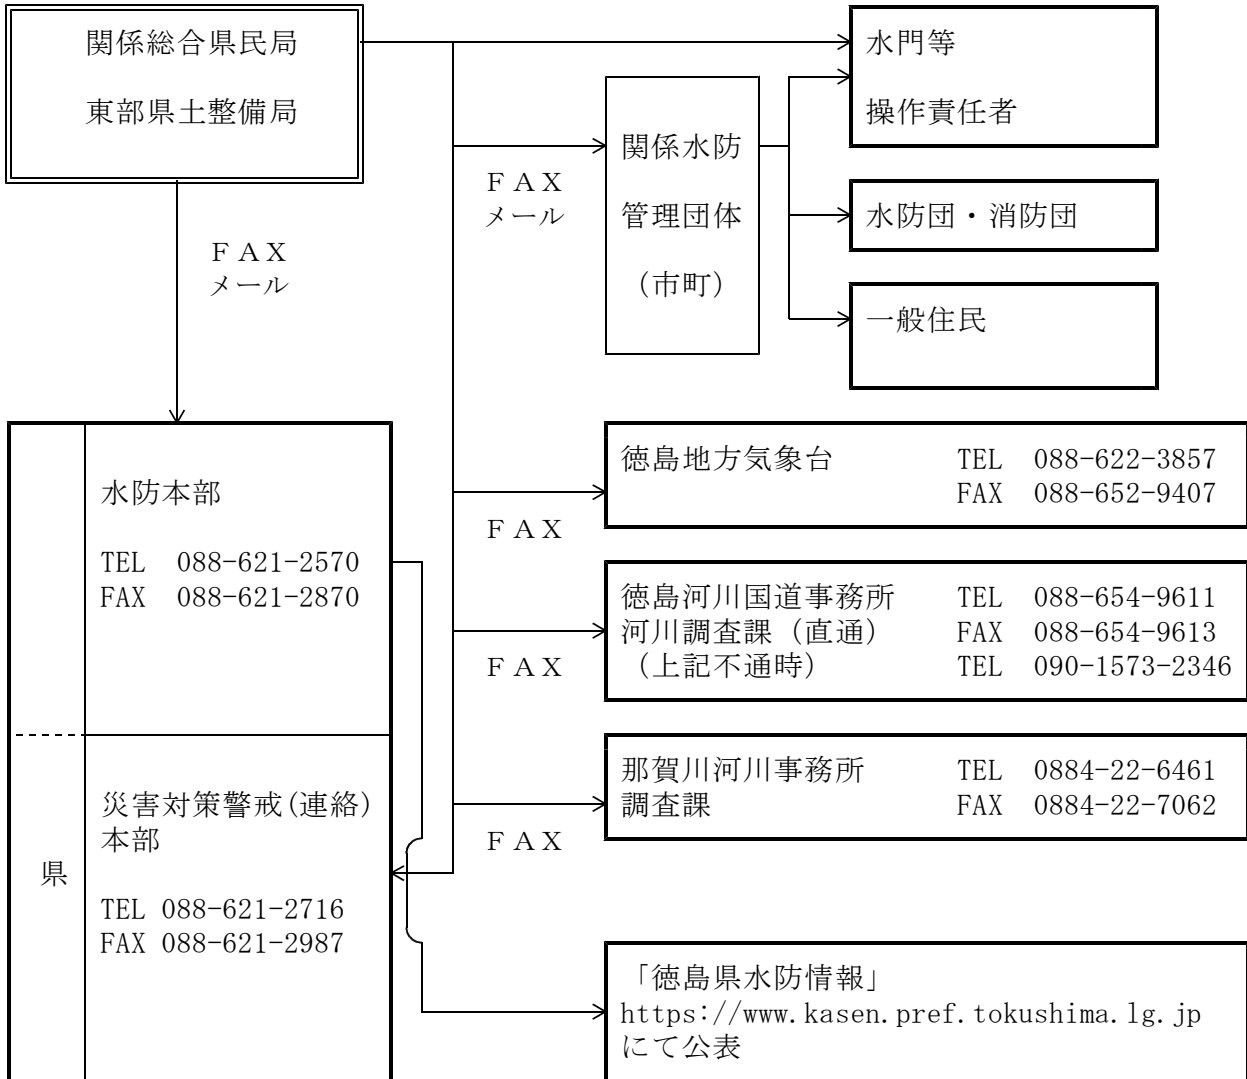 関係総合県民局
東部県土整備局
ＦＡＸ
メール
ＦＡＸ
メール
関係水防
管理団体
（市町）
水門等
操作責任者
水防団・消防団
一般住民
県
水防本部
TEL 088-621-2570
FAX 088-621-2870
災害対策警戒(連絡)
本部
TEL 088-621-2716
FAX 088-621-2987
ＦＡＸ
徳島地方気象台 TEL 088-622-3857
FAX 088-652-9407
ＦＡＸ
徳島河川国道事務所 TEL 088-654-9611
河川調査課（直通） FAX 088-654-9613
（上記不通時） TEL 090-1573-2346
ＦＡＸ
那賀川河川事務所 TEL 0884-22-6461
調査課 FAX 0884-22-7062
「徳島県水防情報」
https://www.kasen.pref.tokushima.lg.jp
にて公表